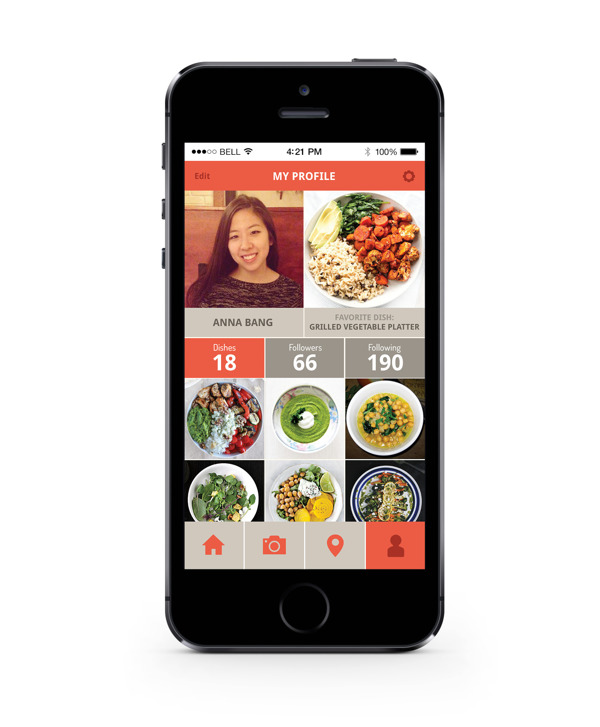 BELL 4:21 PM 100%
Edit MY PROFILE
ANNA BANG
FAVORITE DISH:
GRILLED VEGETABLE PLATTER
Dishes Followers Following
18 66 190